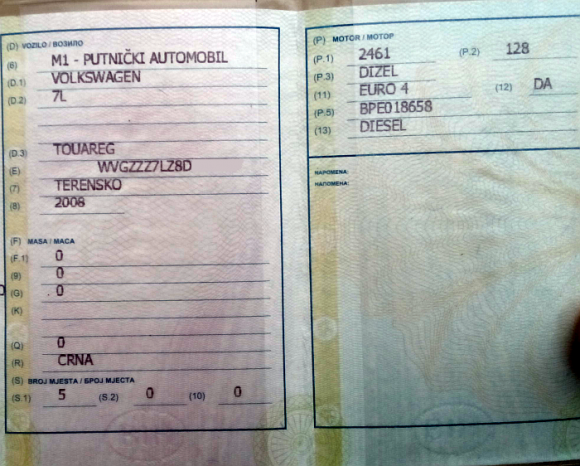 (D) VOZILO / ВОЗИЛО
(6) M1 - PUTNIČKI AUTOMOBIL
(D.1) VOLKSWAGEN
(D.2) 7L
(D.3) TOUAREG
(E) WVGZZZ7LZ8D
(7) TERENSKO
(8) 2008
(F) MASA / МАСА
(F.1) 0
(9) 0
(G) 0
(K)
(Q) 0
(R) CRNA
(S) BROJ MJESTA / БРОЈ МЈЕСТА
(S.1) 5 (S.2) 0 (10) 0
(P) MOTOR / МОТОР
(P.1) 2461 (P.2) 128
(P.3) DIZEL
(11) EURO 4 (12) DA
(P.5) BPE018658
(13) DIESEL
NAPOMENA:
НАПОМЕНА: